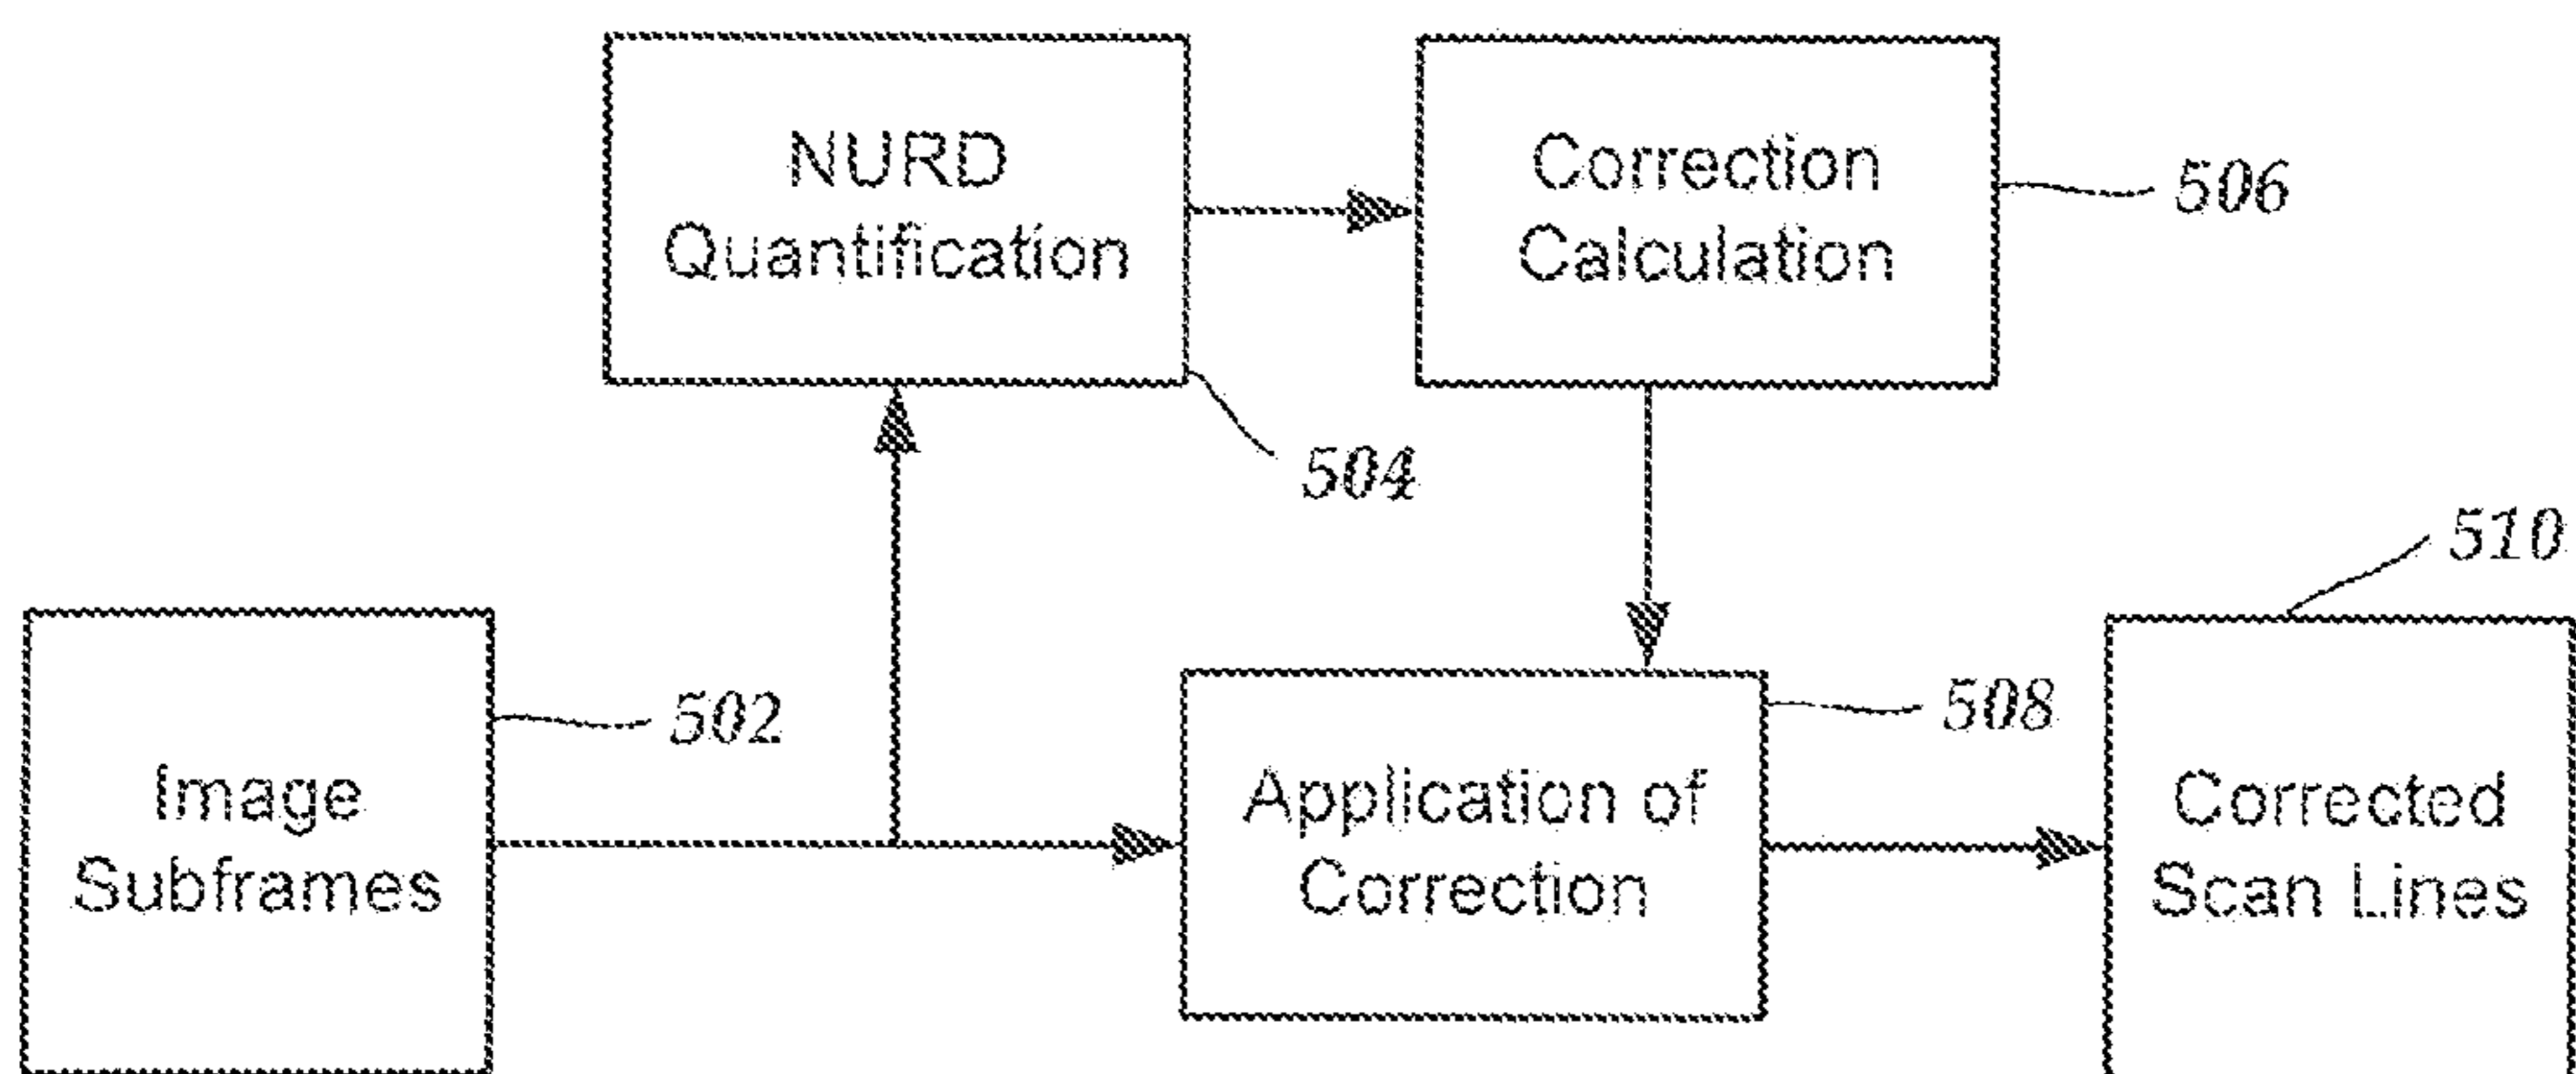 NURD
Quantification
504
Correction
Calculation
506
Image
Subframes
502
Application of
Correction
508
Corrected
Scan Lines
510